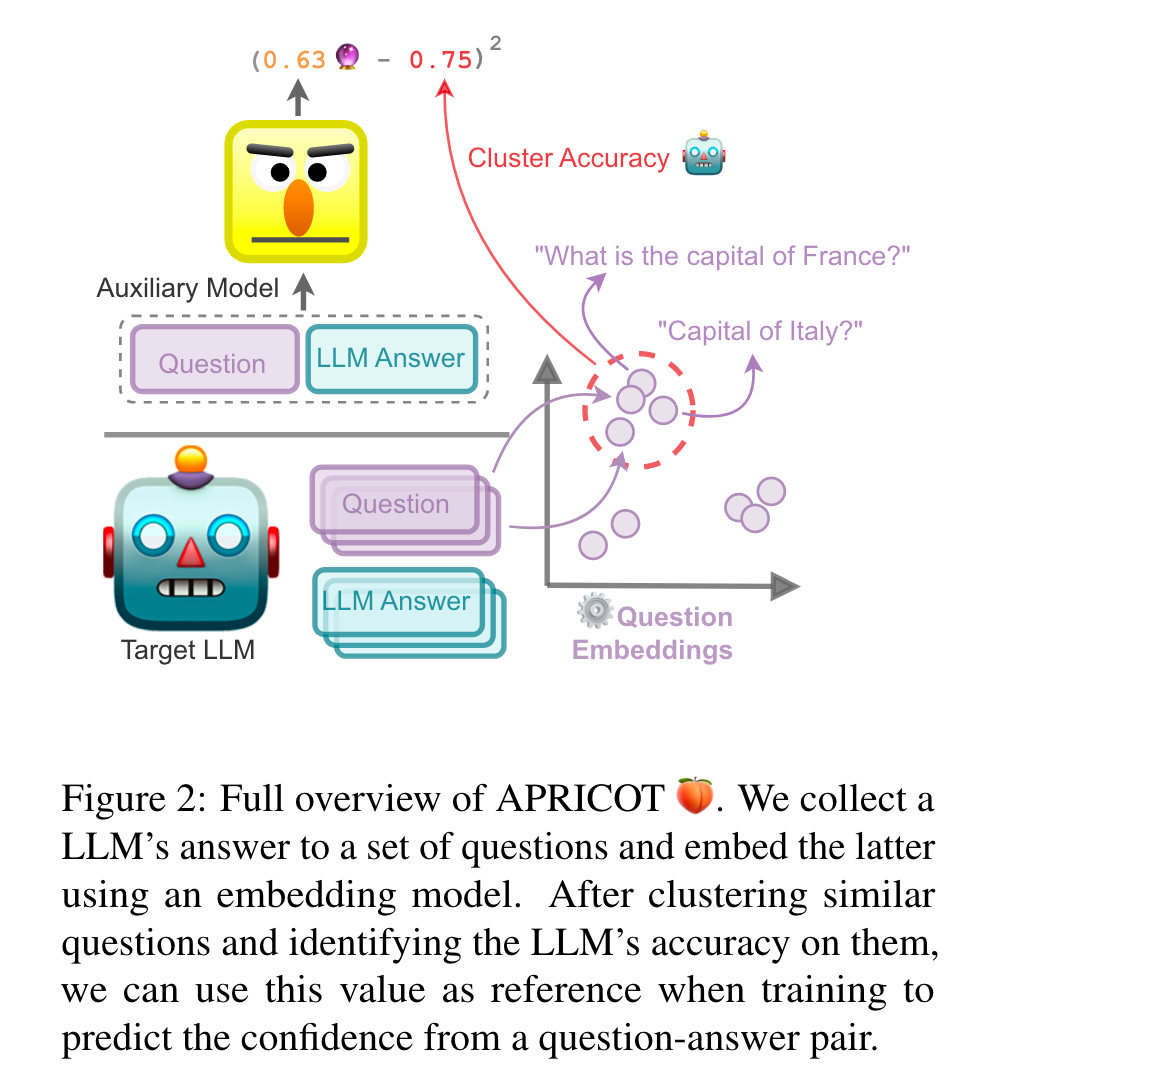 (0.63 🔮 - 0.75)²
Cluster Accuracy
"What is the capital of France?"
Auxiliary Model
"Capital of Italy?"
Question
LLM Answer
Question
LLM Answer
Target LLM
Question
Embeddings
Figure 2: Full overview of APRICOT 🍑. We collect a
LLM’s answer to a set of questions and embed the latter
using an embedding model. After clustering similar
questions and identifying the LLM’s accuracy on them,
we can use this value as reference when training to
predict the confidence from a question-answer pair.